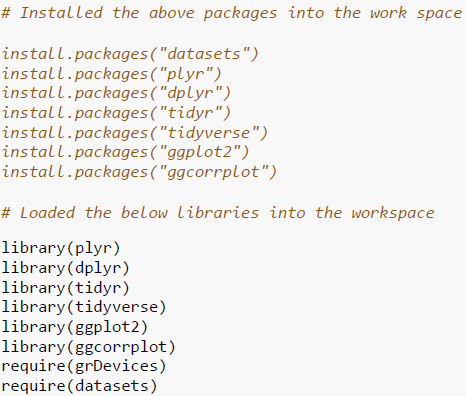 # Installed the above packages into the work space
install.packages("datasets")
install.packages("plyr")
install.packages("dplyr")
install.packages("tidyr")
install.packages("tidyverse")
install.packages("ggplot2")
install.packages("ggcorrplot")
# Loaded the below libraries into the workspace
library(plyr)
library(dplyr)
library(tidyr)
library(tidyverse)
library(ggplot2)
library(ggcorrplot)
require(grDevices)
require(datasets)